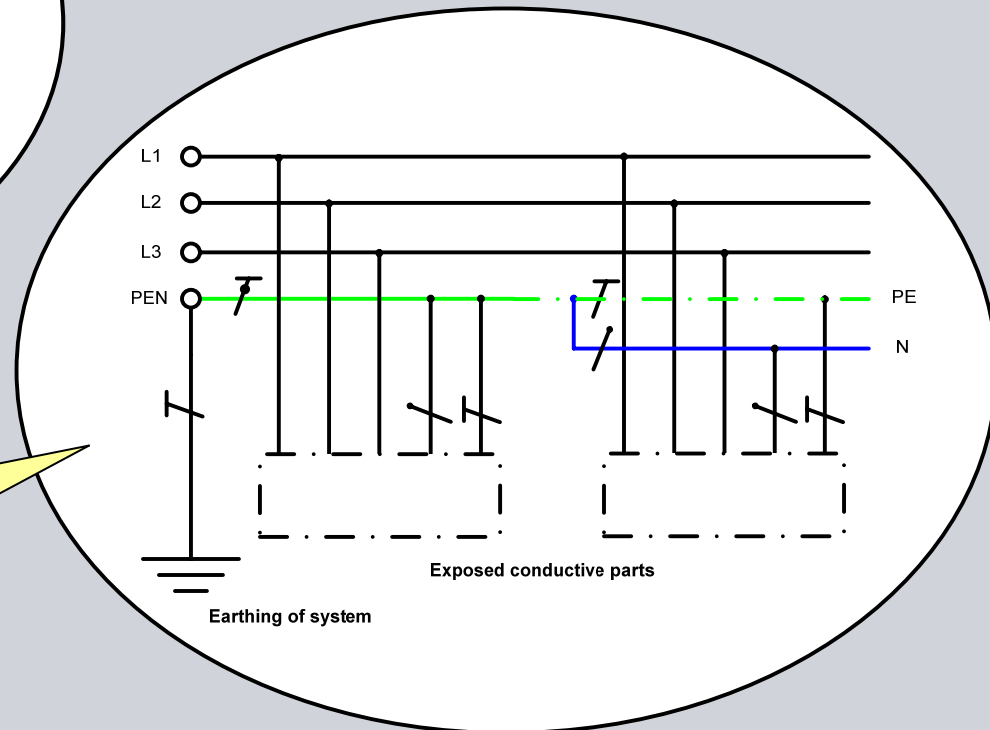 L1
L2
L3
PEN
PE
N
Exposed conductive parts
Earthing of system